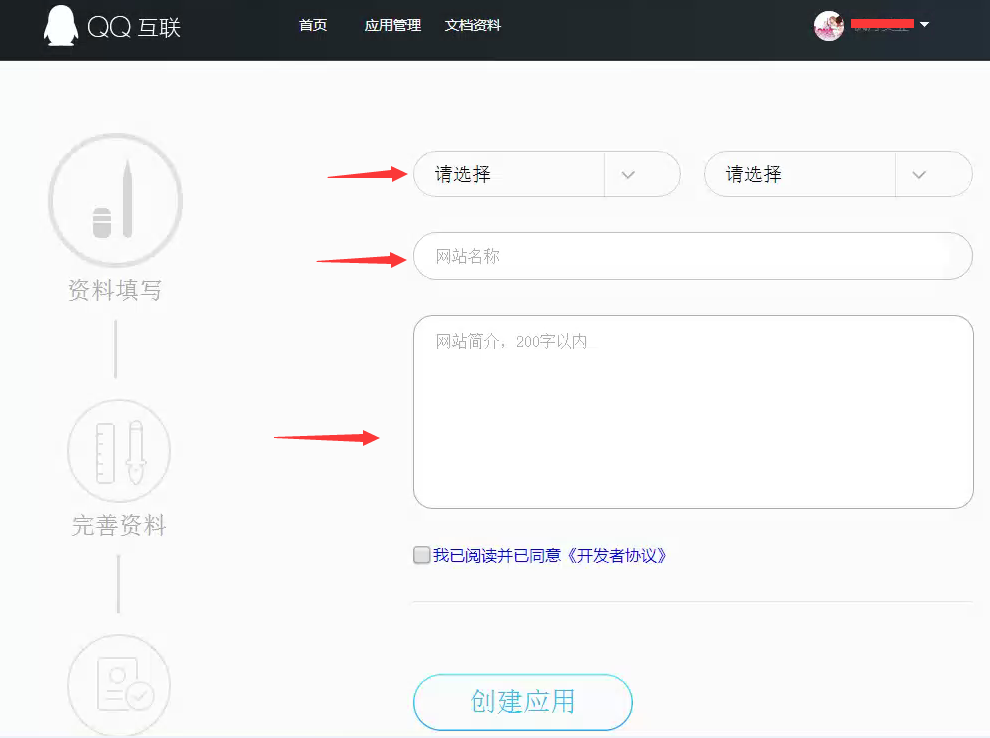 QQ 互联 首页 应用管理 文档资料
请选择 请选择
网站名称
资料填写
网站简介，200字以内
完善资料
我已阅读并已同意《开发者协议》
创建应用